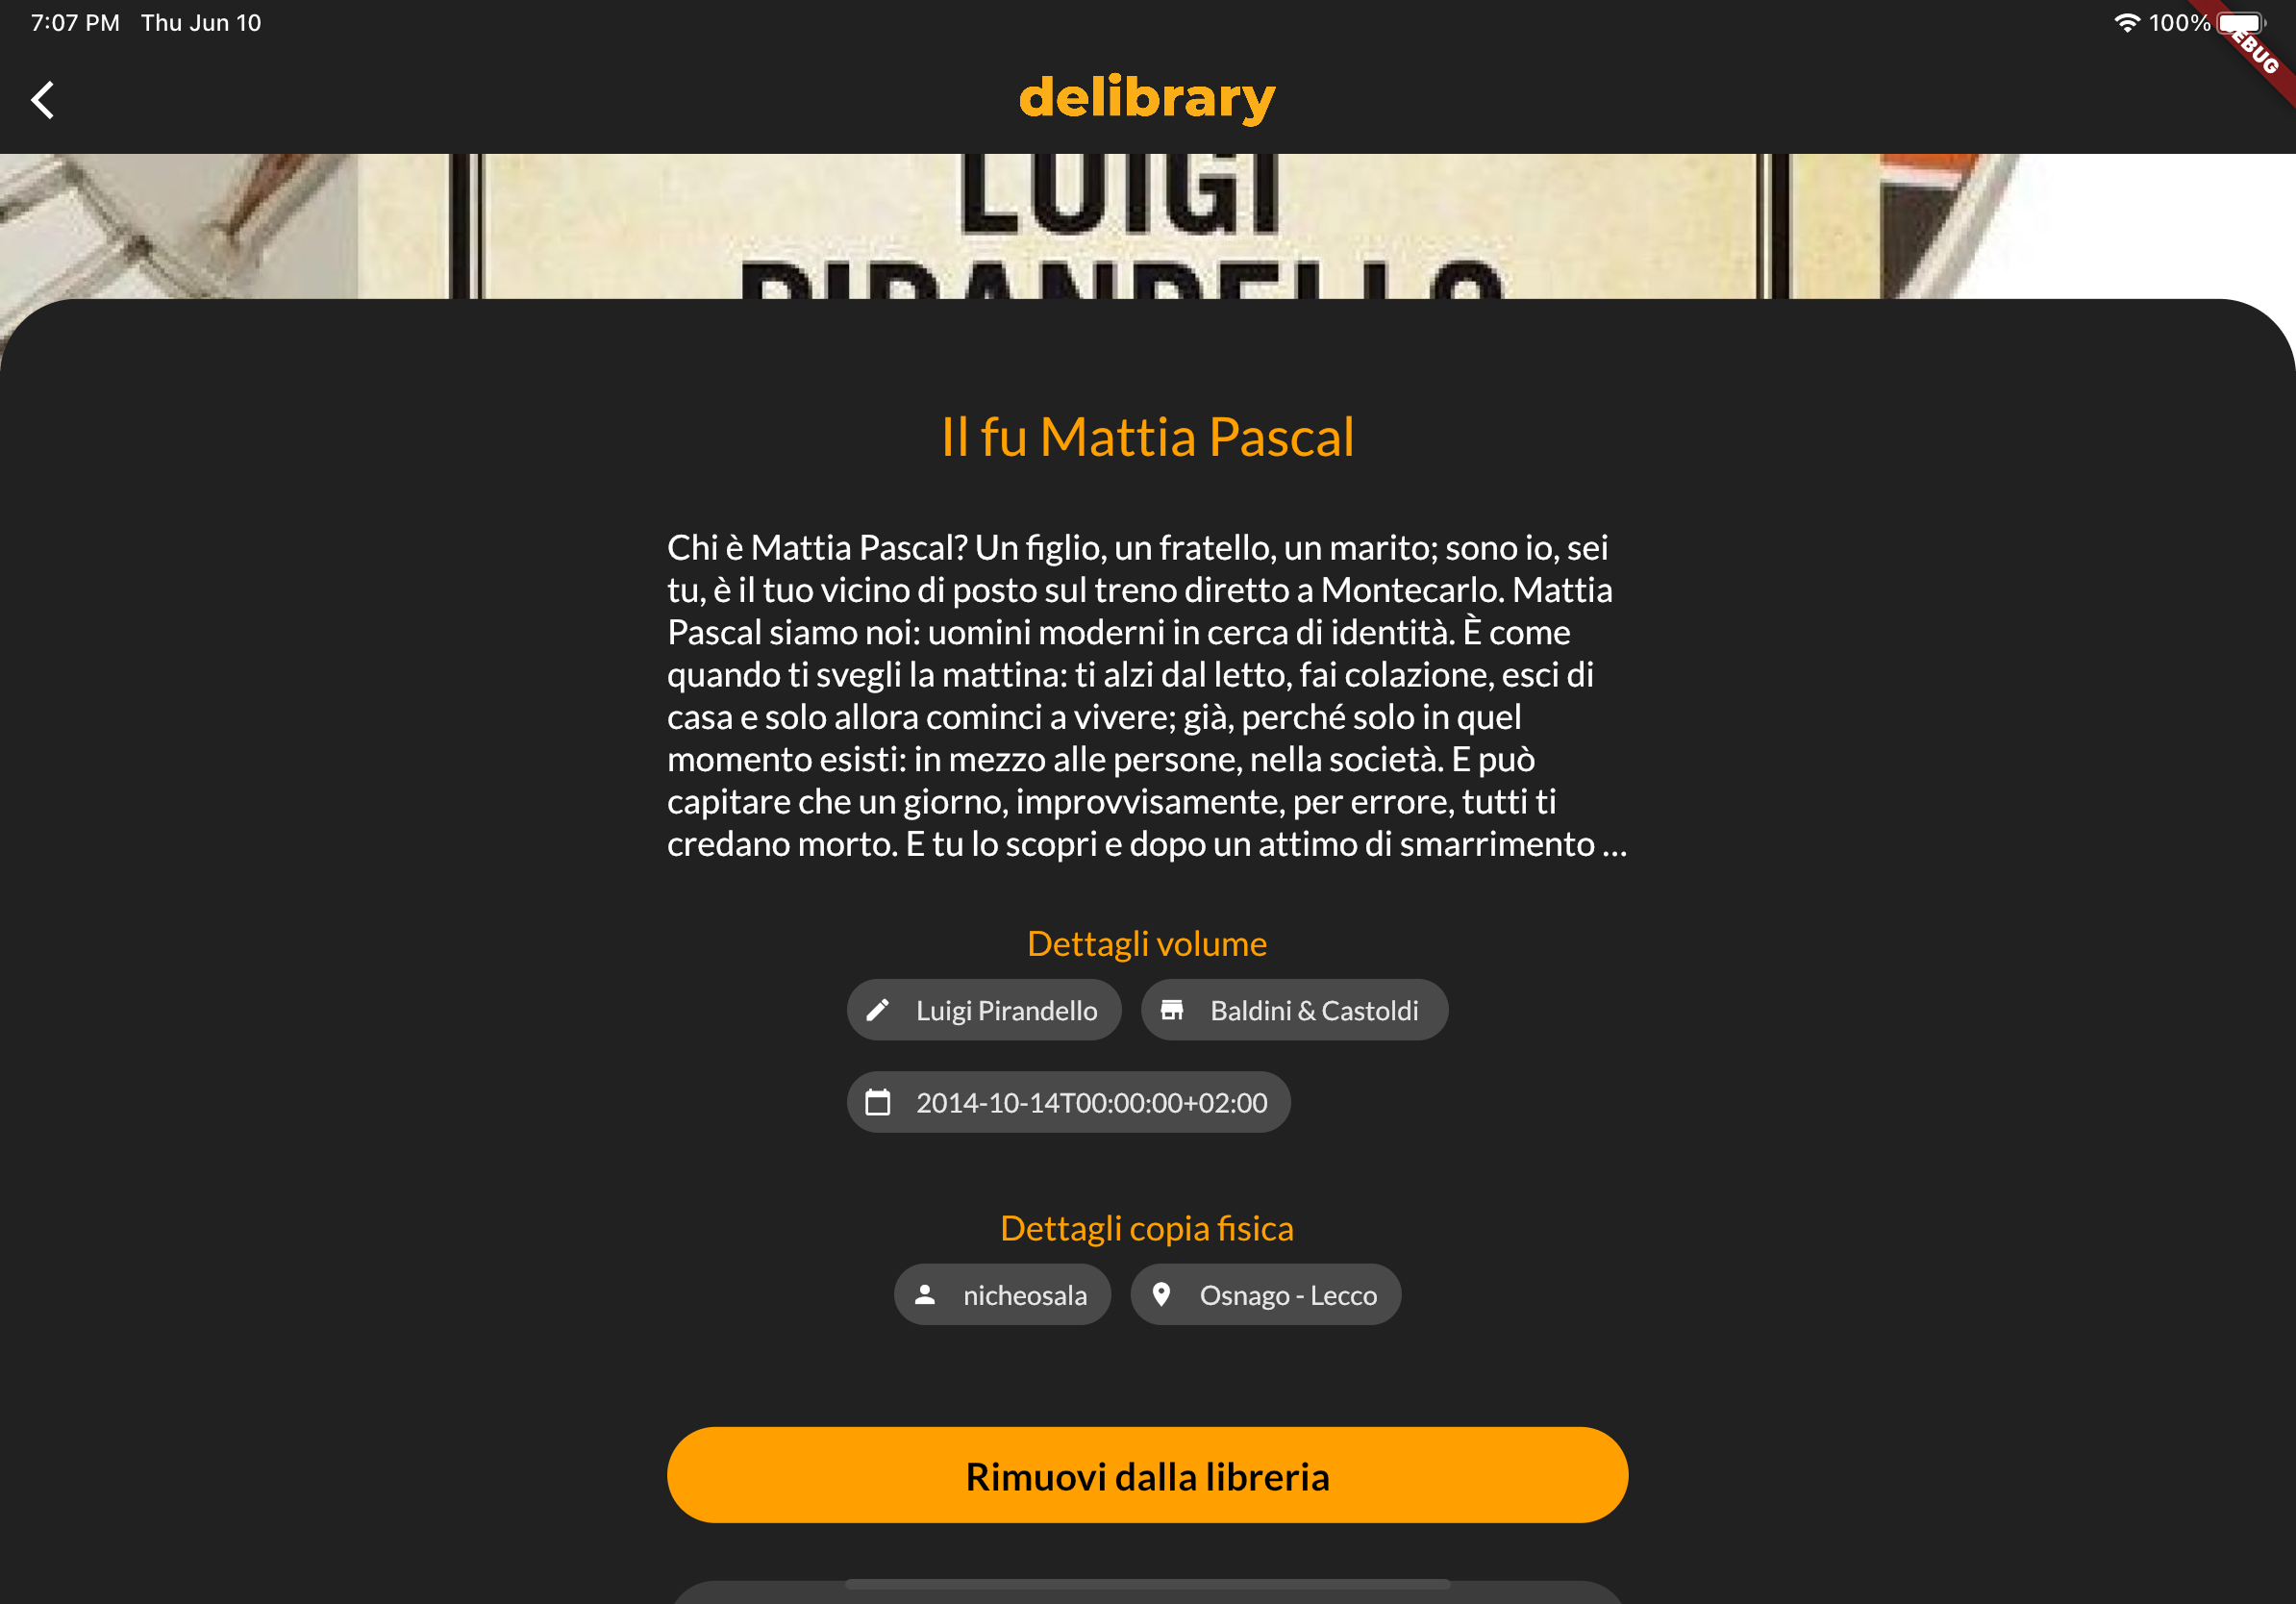 7:07 PM Thu Jun 10
100%
EBUG
delibrary
LUIGI
PIRANDELLO
Il fu Mattia Pascal
Chi è Mattia Pascal? Un figlio, un fratello, un marito; sono io, sei
tu, è il tuo vicino di posto sul treno diretto a Montecarlo. Mattia
Pascal siamo noi: uomini moderni in cerca di identità. È come
quando ti svegli la mattina: ti alzi dal letto, fai colazione, esci di
casa e solo allora cominci a vivere; già, perché solo in quel
momento esisti: in mezzo alle persone, nella società. E può
capitare che un giorno, improvvisamente, per errore, tutti ti
credano morto. E tu lo scopri e dopo un attimo di smarrimento ...
Dettagli volume
Luigi Pirandello
Baldini & Castoldi
2014-10-14T00:00:00+02:00
Dettagli copia fisica
nicheosala
Osnago - Lecco
Rimuovi dalla libreria